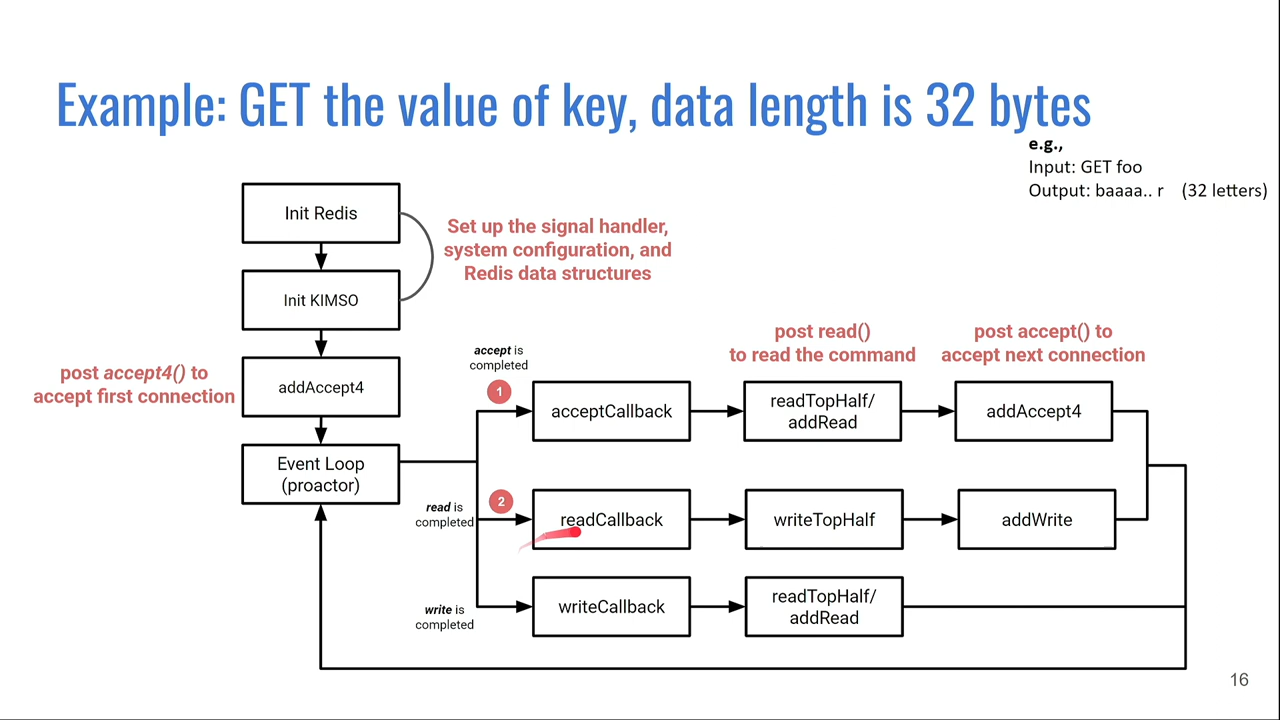 Example: GET the value of key, data length is 32 bytes
e.g.,
Input: GET foo
Output: baaaa.. r (32 letters)
Init Redis
Set up the signal handler,
system configuration, and
Redis data structures
Init KIMSO
post accept4() to
accept first connection
addAccept4
Event Loop
(proactor)
accept is
completed
1
acceptCallback
post read()
to read the command
readTopHalf/
addRead
post accept() to
accept next connection
addAccept4
read is
completed
2
readCallback
writeTopHalf
addWrite
write is
completed
writeCallback
readTopHalf/
addRead
16